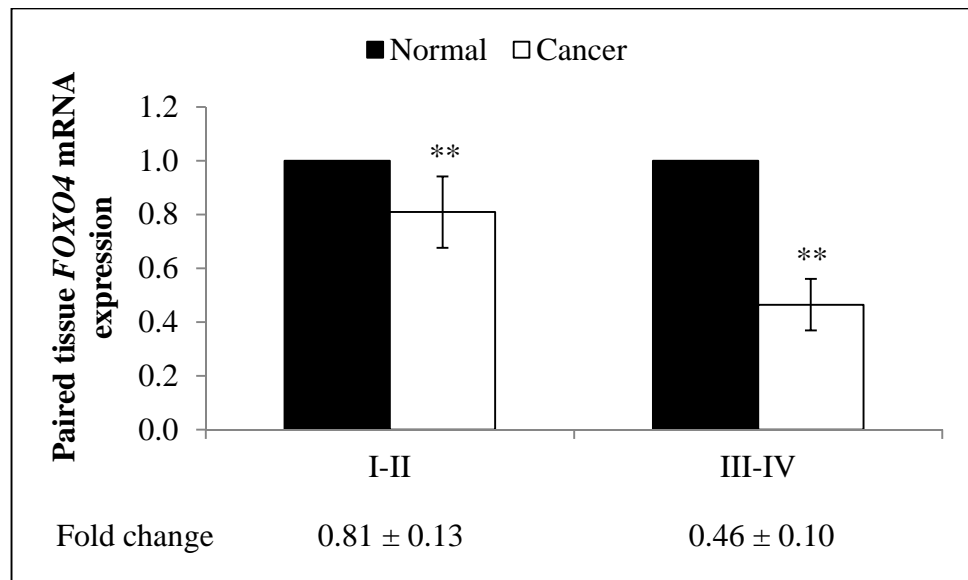 Normal Cancer
Paired tissue FOXO4 mRNA
expression
1.2
1.0
0.8
0.6
0.4
0.2
0.0
**
**
I-II III-IV
Fold change 0.81 ± 0.13 0.46 ± 0.10